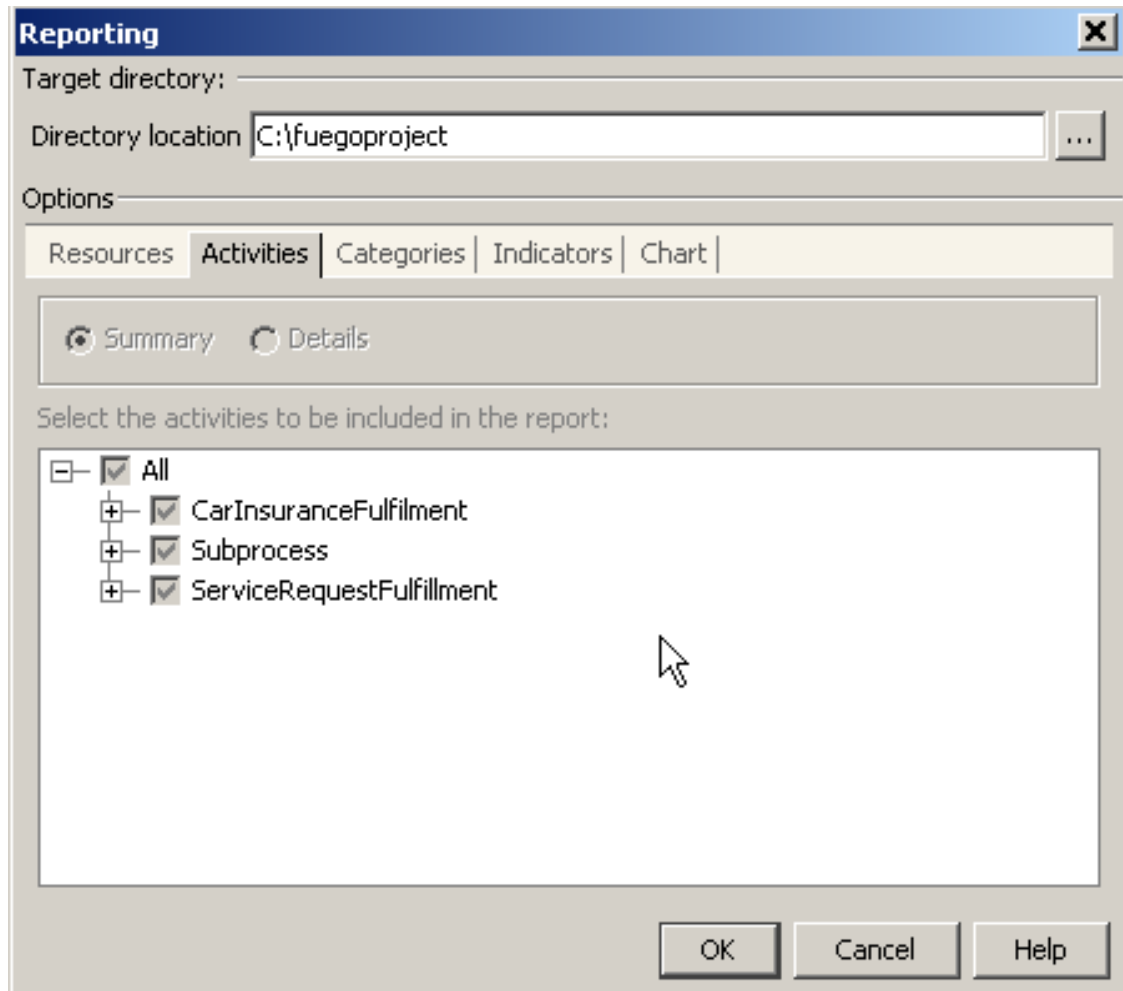 Reporting
Target directory:
Directory location C:\fuegoproject ...
Options
Resources Activities Categories Indicators Chart
Summary Details
Select the activities to be included in the report:
All
CarInsuranceFulfilment
Subprocess
ServiceRequestFulfillment
OK Cancel Help